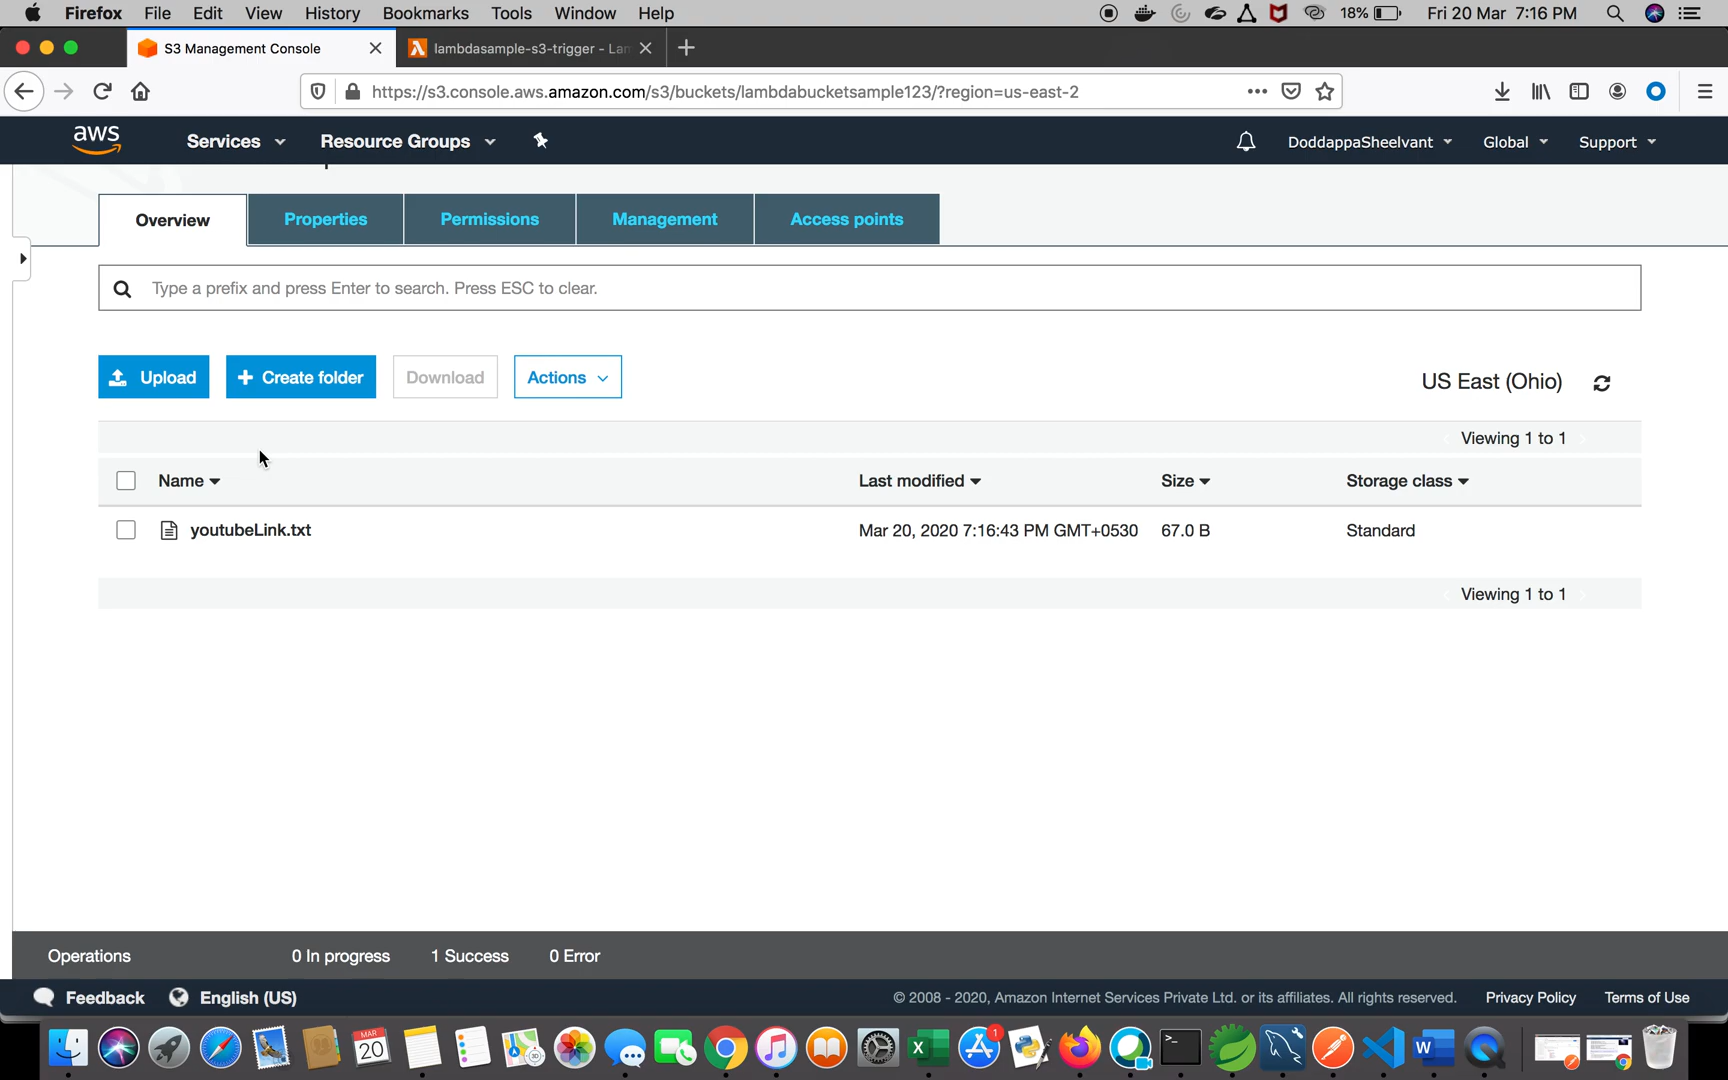 Firefox File Edit View History Bookmarks Tools Window Help 18% Fri 20 Mar 7:16 PM
S3 Management Console lambdasample-s3-trigger - La
https://s3.console.aws.amazon.com/s3/buckets/lambdabucketsample123/?region=us-east-2
aws Services Resource Groups DoddappaSheelvant Global Support
Overview Properties Permissions Management Access points
Type a prefix and press Enter to search. Press ESC to clear.
Upload + Create folder Download Actions US East (Ohio)
Viewing 1 to 1
Name Last modified Size Storage class
youtubeLink.txt Mar 20, 2020 7:16:43 PM GMT+0530 67.0 B Standard
Viewing 1 to 1
Operations 0 In progress 1 Success 0 Error
Feedback English (US) © 2008 - 2020, Amazon Internet Services Private Ltd. or its affiliates. All rights reserved. Privacy Policy Terms of Use
MAR
20
1